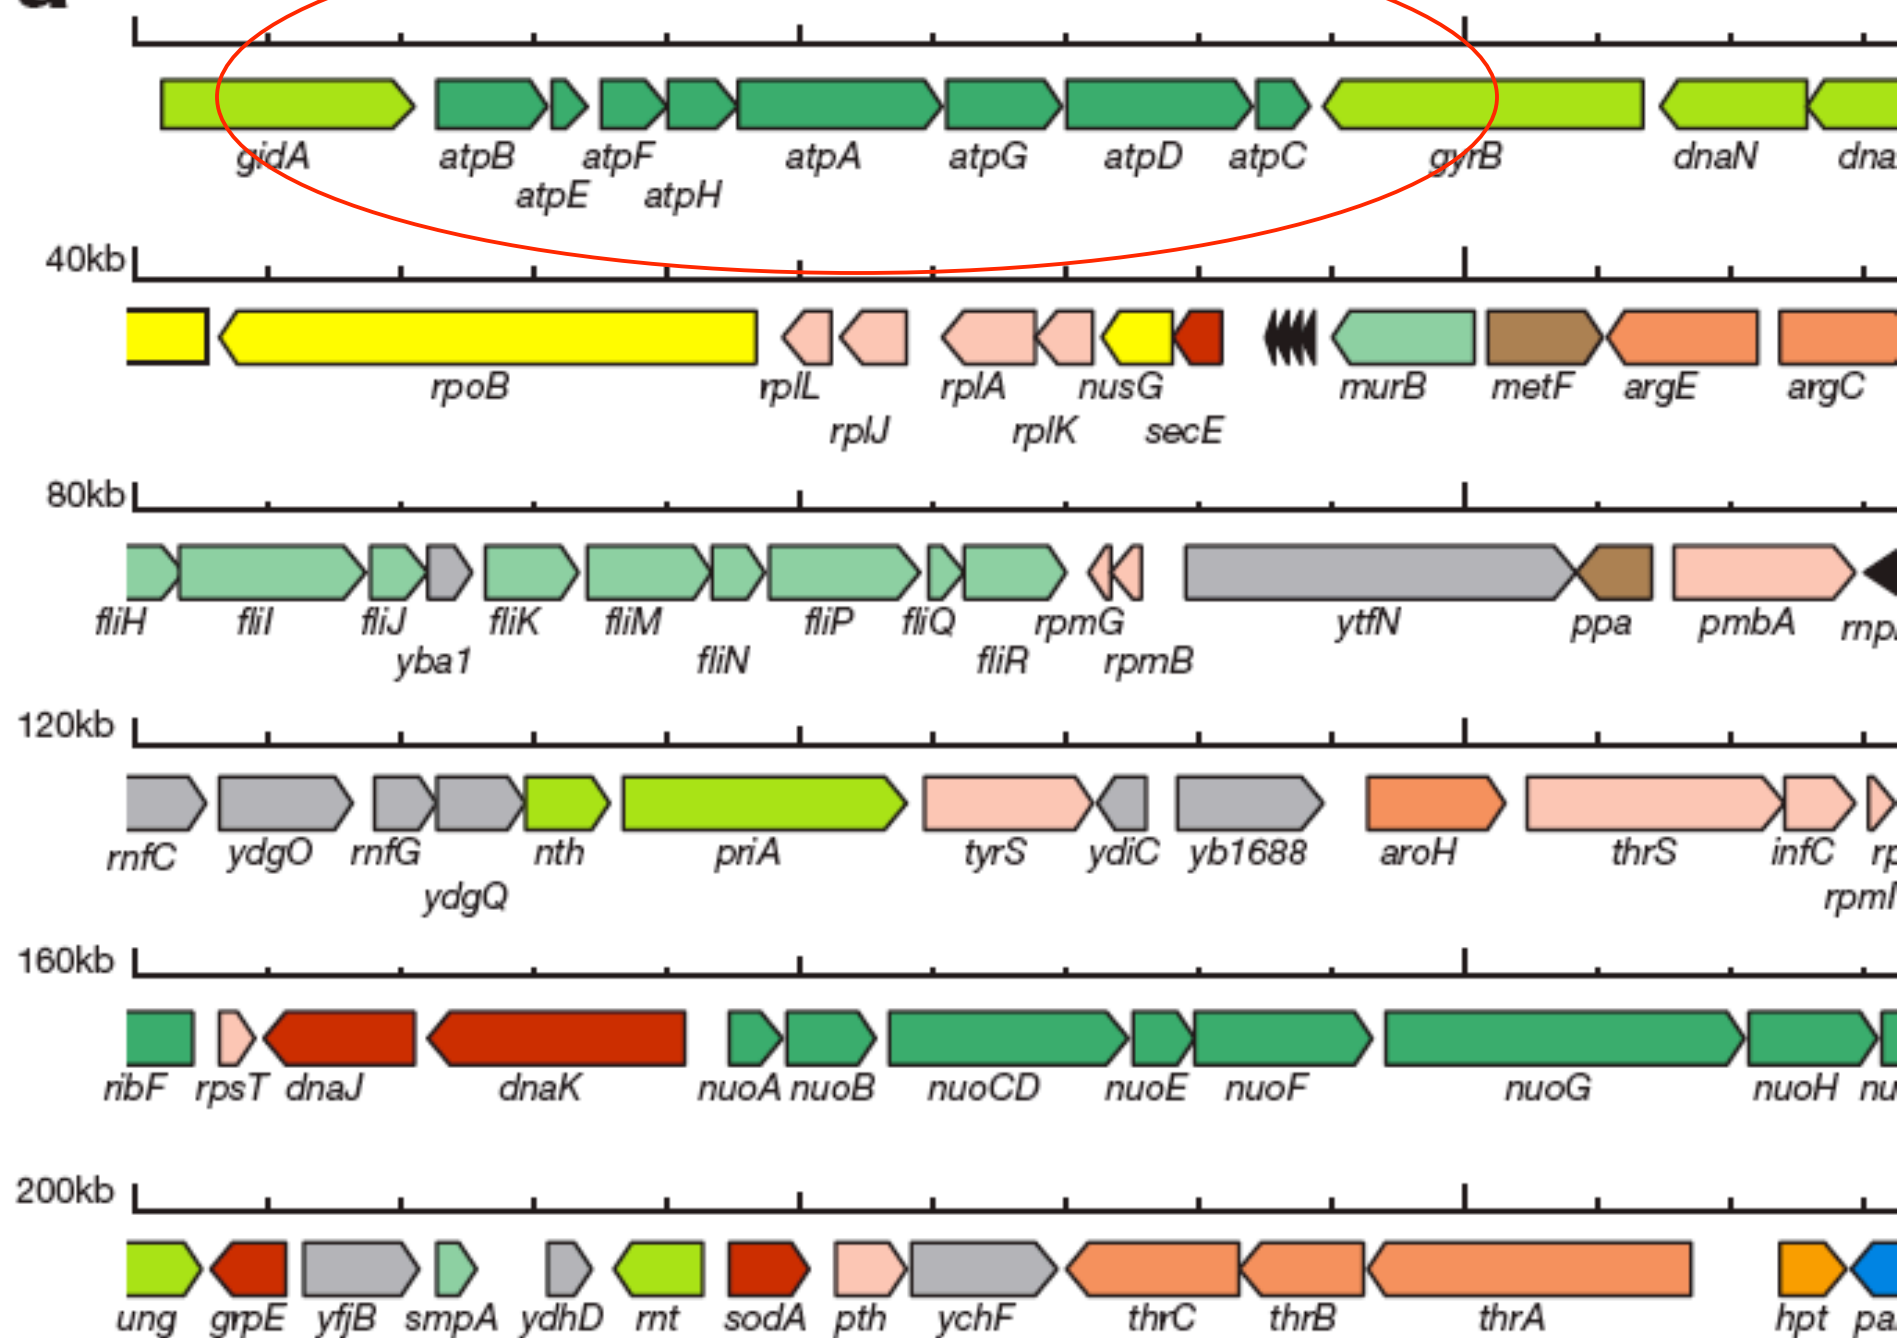 gidA atpB atpF atpA atpG atpD atpC gyrB dnaN
atpE atpH
40kb
rpoB rplL rplA nusG murB metF argE argC
rplJ rplK secE
80kb
fliH fliI fliJ fliK fliM fliP fliQ rpmG ytfN ppa pmbA
yba1 fliN fliR rpmB
120kb
rnfC ydgO rnfG nth priA tyrS ydiC yb1688 aroH thrS infC
ydgQ
160kb
ribF rpsT dnaJ dnaK nuoA nuoB nuoCD nuoE nuoF nuoG nuoH
200kb
ung grpE yfjB smpA ydhD rnt sodA pth ychF thrC thrB thrA hpt